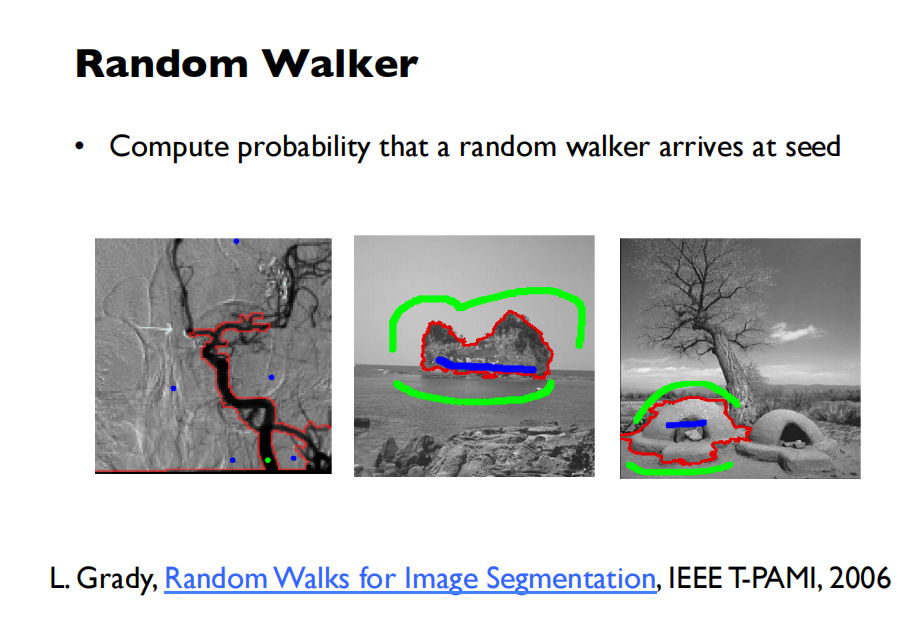 Random Walker
• Compute probability that a random walker arrives at seed
L. Grady, Random Walks for Image Segmentation, IEEE T-PAMI, 2006